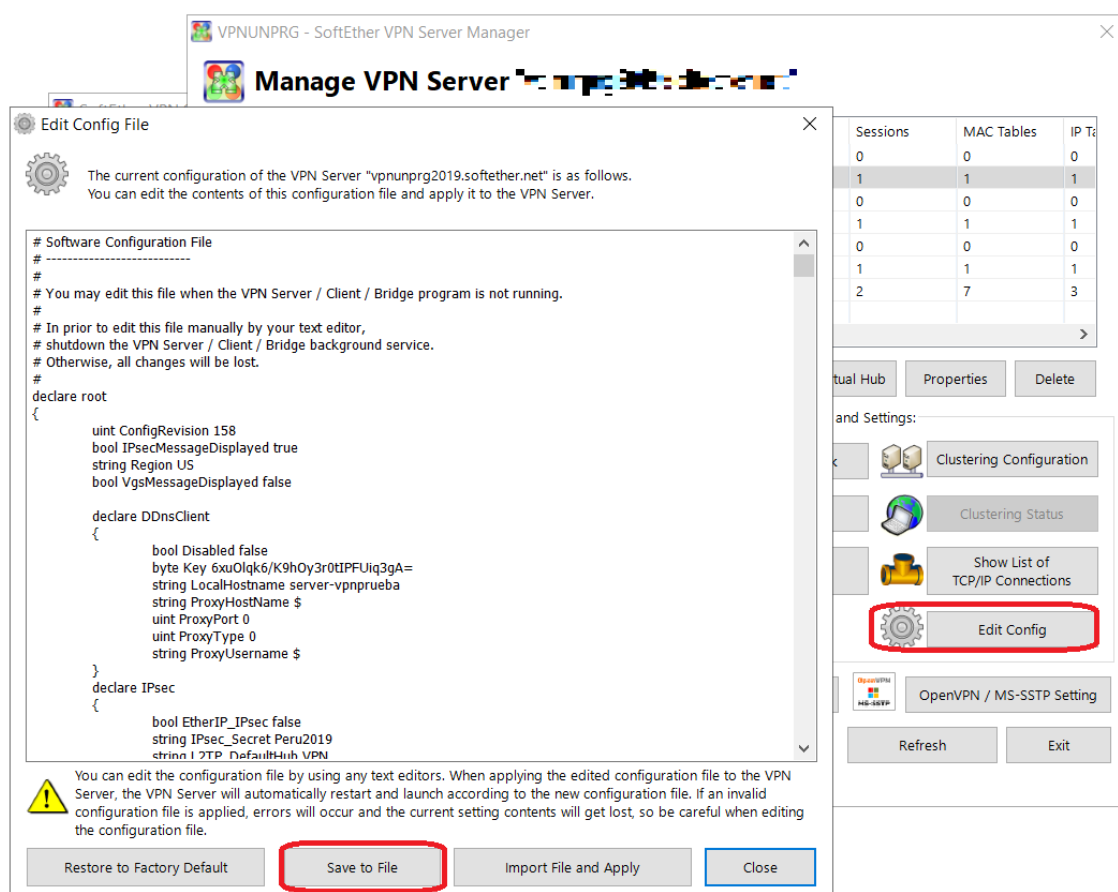 VPNUNPRG - SoftEther VPN Server Manager
Manage VPN Server "
Edit Config File
The current configuration of the VPN Server "vpnunprg2019.softether.net" is as follows.
You can edit the contents of this configuration file and apply it to the VPN Server.
# Software Configuration File
# ---------------------------
#
# You may edit this file when the VPN Server / Client / Bridge program is not running.
#
# In prior to edit this file manually by your text editor,
# shutdown the VPN Server / Client / Bridge background service.
# Otherwise, all changes will be lost.
#
declare root
{
uint ConfigRevision 158
bool IPsecMessageDisplayed true
string Region US
bool VgsMessageDisplayed false
declare DDnsClient
{
bool Disabled false
byte Key 6xuOlqk6/K9hOy3r0tIPFUiq3gA=
string LocalHostname server-vpnprueba
string ProxyHostName $
uint ProxyPort 0
uint ProxyType 0
string ProxyUsername $
}
declare IPsec
{
bool EtherIP_IPsec false
string IPsec_Secret Peru2019
string L2TP_DefaultHub VPN
You can edit the configuration file by using any text editors. When applying the edited configuration file to the VPN
Server, the VPN Server will automatically restart and launch according to the new configuration file. If an invalid
configuration file is applied, errors will occur and the current setting contents will get lost, so be careful when editing
the configuration file.
Restore to Factory Default
Save to File
Import File and Apply
Close
Sessions MAC Tables IP Ta
0 0 0
1 1 1
0 0 0
1 1 1
0 0 0
1 1 1
2 7 3
tual Hub
Properties
Delete
and Settings:
Clustering Configuration
Clustering Status
Show List of
TCP/IP Connections
Edit Config
OpenVPN
MS-SSTP
OpenVPN / MS-SSTP Setting
Refresh
Exit